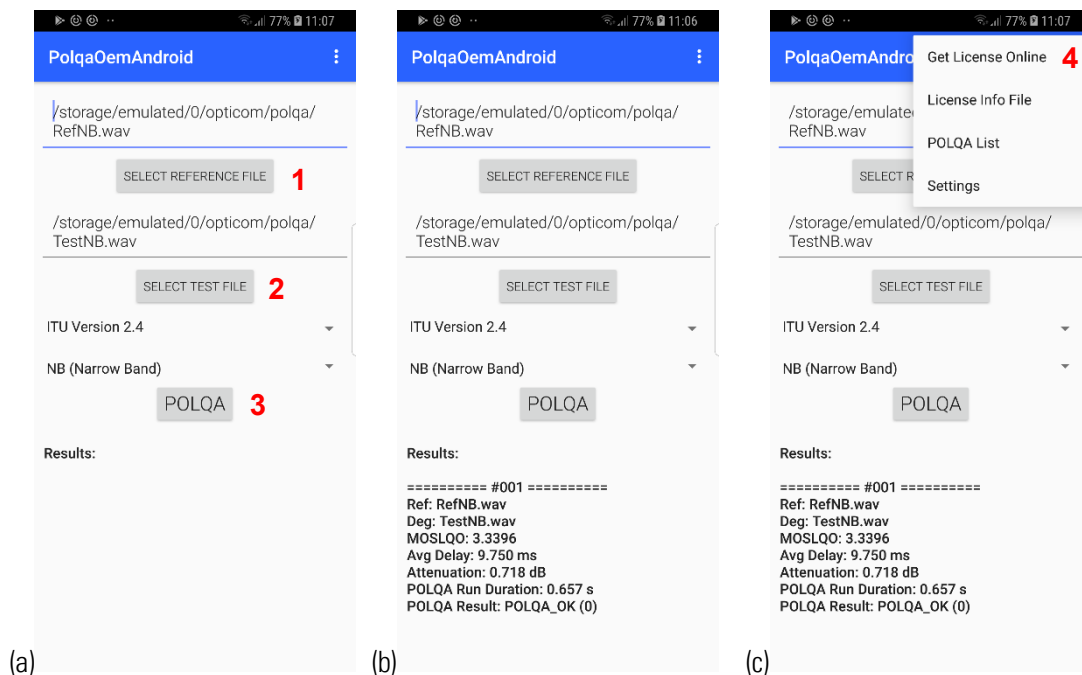 77% 11:07
PolqaOemAndroid
/storage/emulated/0/opticom/polqa/
RefNB.wav
SELECT REFERENCE FILE 1
/storage/emulated/0/opticom/polqa/
TestNB.wav
SELECT TEST FILE 2
ITU Version 2.4
NB (Narrow Band)
POLQA 3
Results:
(a)
77% 11:06
PolqaOemAndroid
/storage/emulated/0/opticom/polqa/
RefNB.wav
SELECT REFERENCE FILE
/storage/emulated/0/opticom/polqa/
TestNB.wav
SELECT TEST FILE
ITU Version 2.4
NB (Narrow Band)
POLQA
Results:
========== #001 ==========
Ref: RefNB.wav
Deg: TestNB.wav
MOSLQO: 3.3396
Avg Delay: 9.750 ms
Attenuation: 0.718 dB
POLQA Run Duration: 0.657 s
POLQA Result: POLQA_OK (0)
(b)
77% 11:07
PolqaOemAndro
Get License Online 4
License Info File
POLQA List
Settings
/storage/emulate
RefNB.wav
SELECT R
/storage/emulated/0/opticom/polqa/
TestNB.wav
SELECT TEST FILE
ITU Version 2.4
NB (Narrow Band)
POLQA
Results:
========== #001 ==========
Ref: RefNB.wav
Deg: TestNB.wav
MOSLQO: 3.3396
Avg Delay: 9.750 ms
Attenuation: 0.718 dB
POLQA Run Duration: 0.657 s
POLQA Result: POLQA_OK (0)
(c)